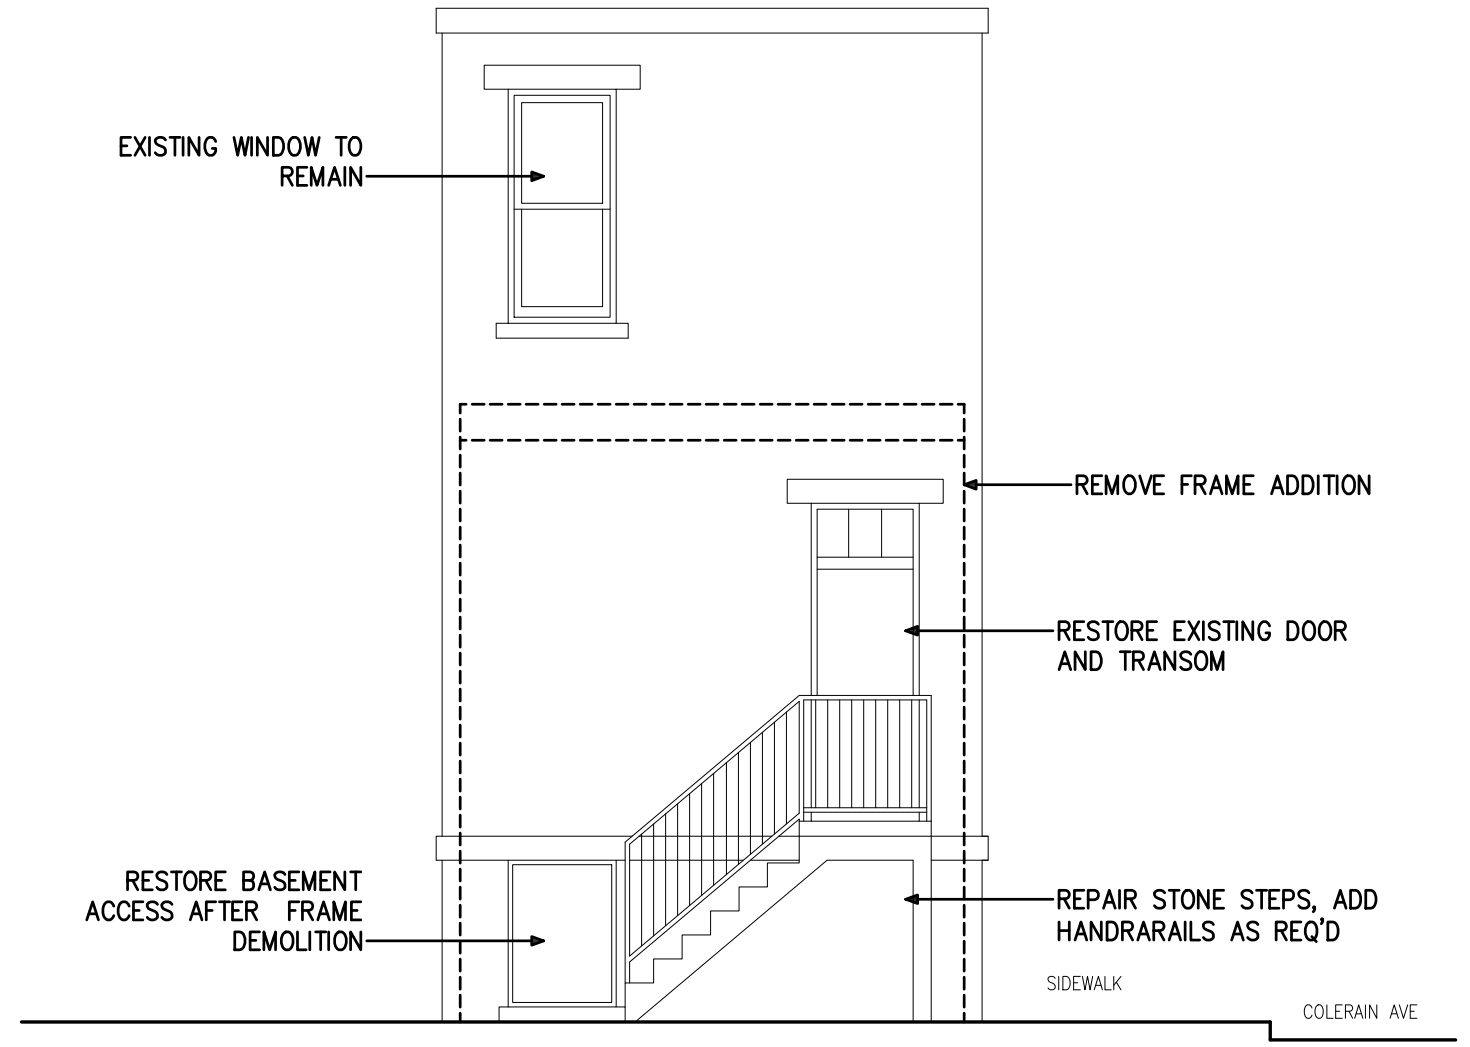 EXISTING WINDOW TO
REMAIN
REMOVE FRAME ADDITION
RESTORE EXISTING DOOR
AND TRANSOM
RESTORE BASEMENT
ACCESS AFTER FRAME
DEMOLITION
REPAIR STONE STEPS, ADD
HANDRARAILS AS REQ'D
SIDEWALK
COLERAIN AVE